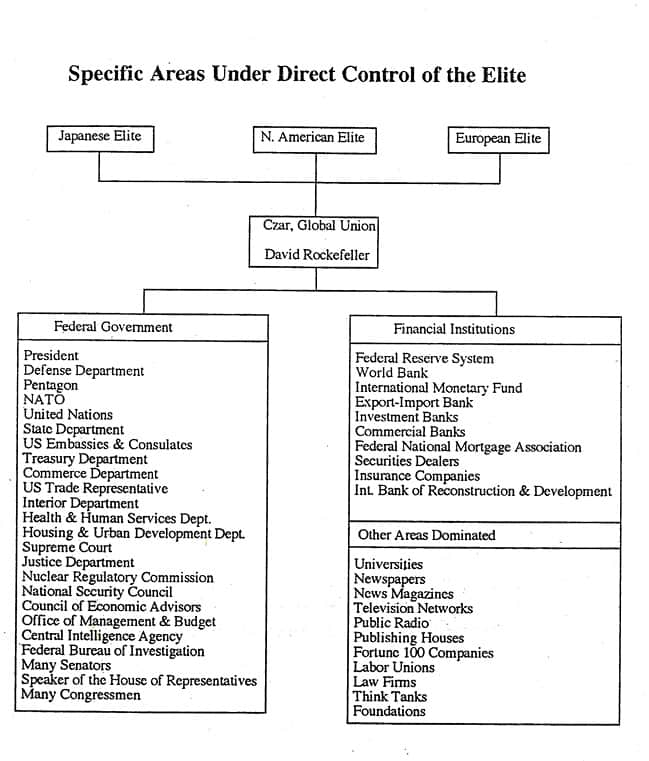 Specific Areas Under Direct Control of the Elite
Japanese Elite
N. American Elite
European Elite
Czar, Global Union
David Rockefeller
Federal Government
President
Defense Department
Pentagon
NATO
United Nations
State Department
US Embassies & Consulates
Treasury Department
Commerce Department
US Trade Representative
Interior Department
Health & Human Services Dept.
Housing & Urban Development Dept.
Supreme Court
Justice Department
Nuclear Regulatory Commission
National Security Council
Council of Economic Advisors
Office of Management & Budget
Central Intelligence Agency
Federal Bureau of Investigation
Many Senators
Speaker of the House of Representatives
Many Congressmen
Financial Institutions
Federal Reserve System
World Bank
International Monetary Fund
Export-Import Bank
Investment Banks
Commercial Banks
Federal National Mortgage Association
Securities Dealers
Insurance Companies
Int. Bank of Reconstruction & Development
Other Areas Dominated
Universities
Newspapers
News Magazines
Television Networks
Public Radio
Publishing Houses
Fortune 100 Companies
Labor Unions
Law Firms
Think Tanks
Foundations